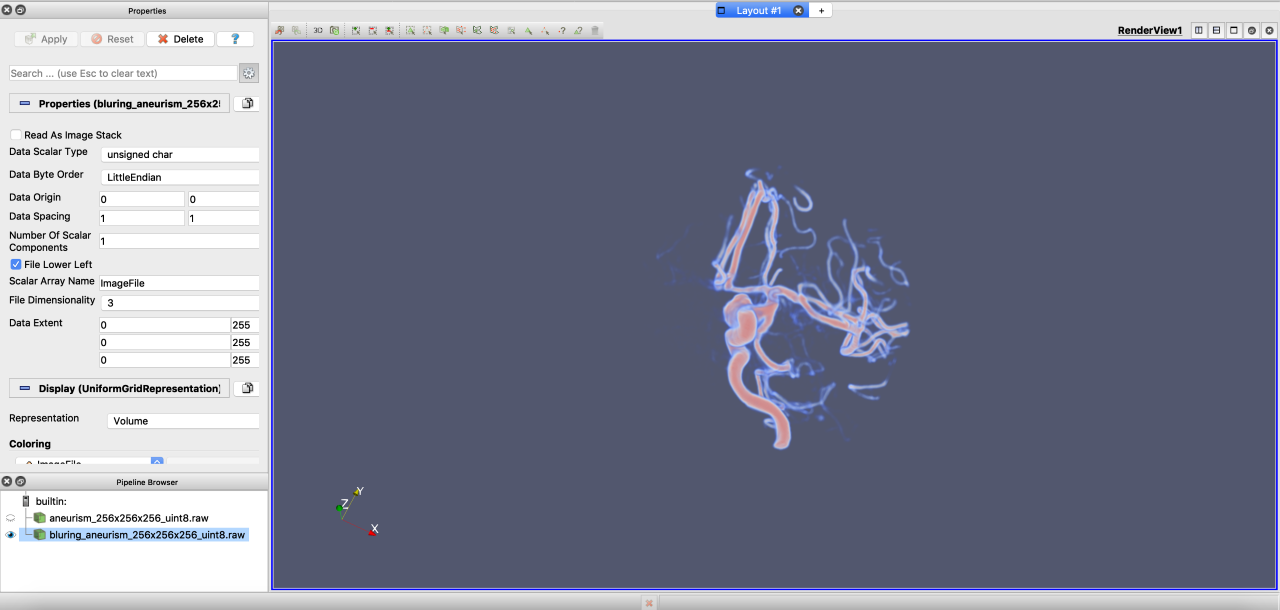 Properties
Layout #1
+
Apply
Reset
Delete
?
3D
RenderView1
Search ... (use Esc to clear text)
Properties (bluring_aneurism_256x2
Read As Image Stack
Data Scalar Type
unsigned char
Data Byte Order
LittleEndian
Data Origin
0
0
Data Spacing
1
1
Number Of Scalar
Components
1
File Lower Left
Scalar Array Name
ImageFile
File Dimensionality
3
Data Extent
0
255
0
255
0
255
Display (UniformGridRepresentation)
Representation
Volume
Coloring
ImageFile
Pipeline Browser
builtin:
aneurism_256x256x256_uint8.raw
bluring_aneurism_256x256x256_uint8.raw
Y
Z
X